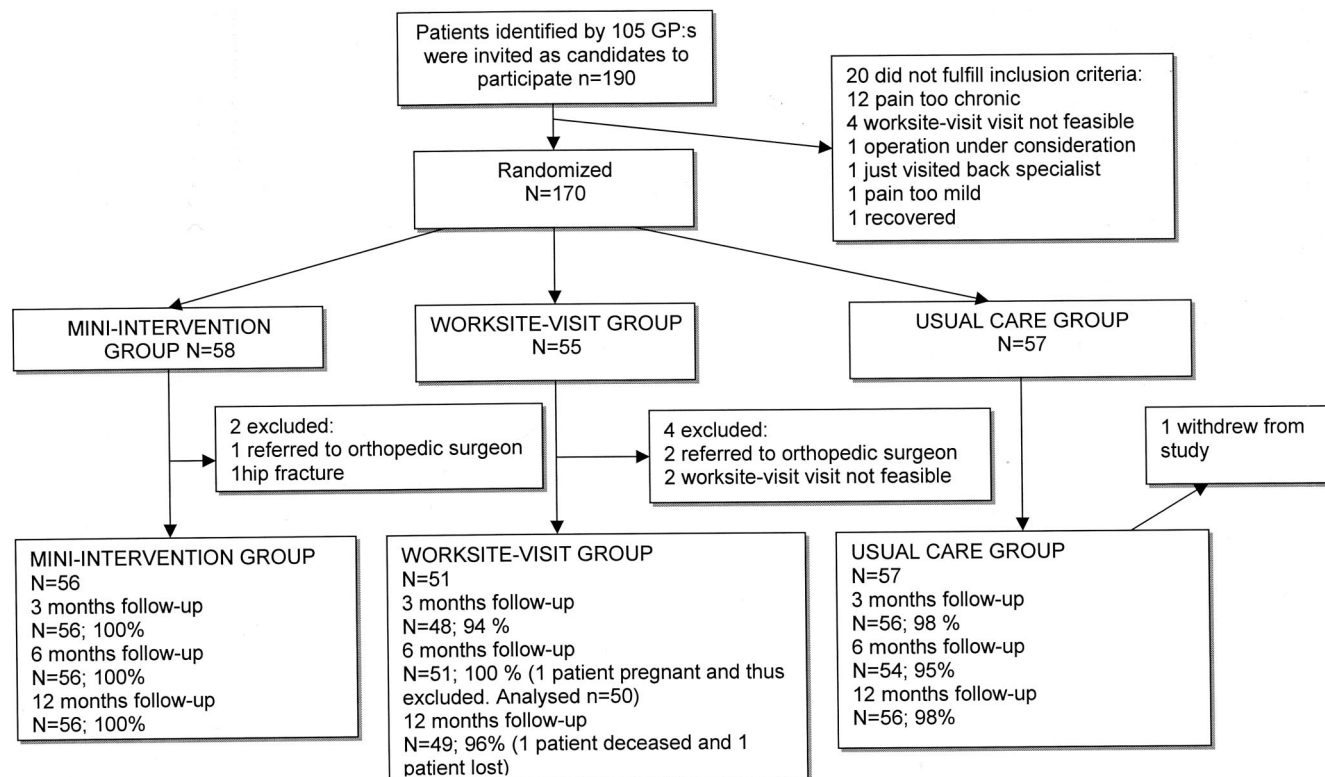 Patients identified by 105 GP:s
were invited as candidates to
participate n=190
20 did not fulfill inclusion criteria:
12 pain too chronic
4 worksite-visit visit not feasible
1 operation under consideration
1 just visited back specialist
1 pain too mild
1 recovered
Randomized
N=170
MINI-INTERVENTION
GROUP N=58
WORKSITE-VISIT GROUP
N=55
USUAL CARE GROUP
N=57
2 excluded:
1 referred to orthopedic surgeon
1hip fracture
4 excluded:
2 referred to orthopedic surgeon
2 worksite-visit visit not feasible
1 withdrew from
study
MINI-INTERVENTION GROUP
N=56
3 months follow-up
N=56; 100%
6 months follow-up
N=56; 100%
12 months follow-up
N=56; 100%
WORKSITE-VISIT GROUP
N=51
3 months follow-up
N=48; 94 %
6 months follow-up
N=51; 100 % (1 patient pregnant and thus
excluded. Analysed n=50)
12 months follow-up
N=49; 96% (1 patient deceased and 1
patient lost)
USUAL CARE GROUP
N=57
3 months follow-up
N=56; 98 %
6 months follow-up
N=54; 95%
12 months follow-up
N=56; 98%